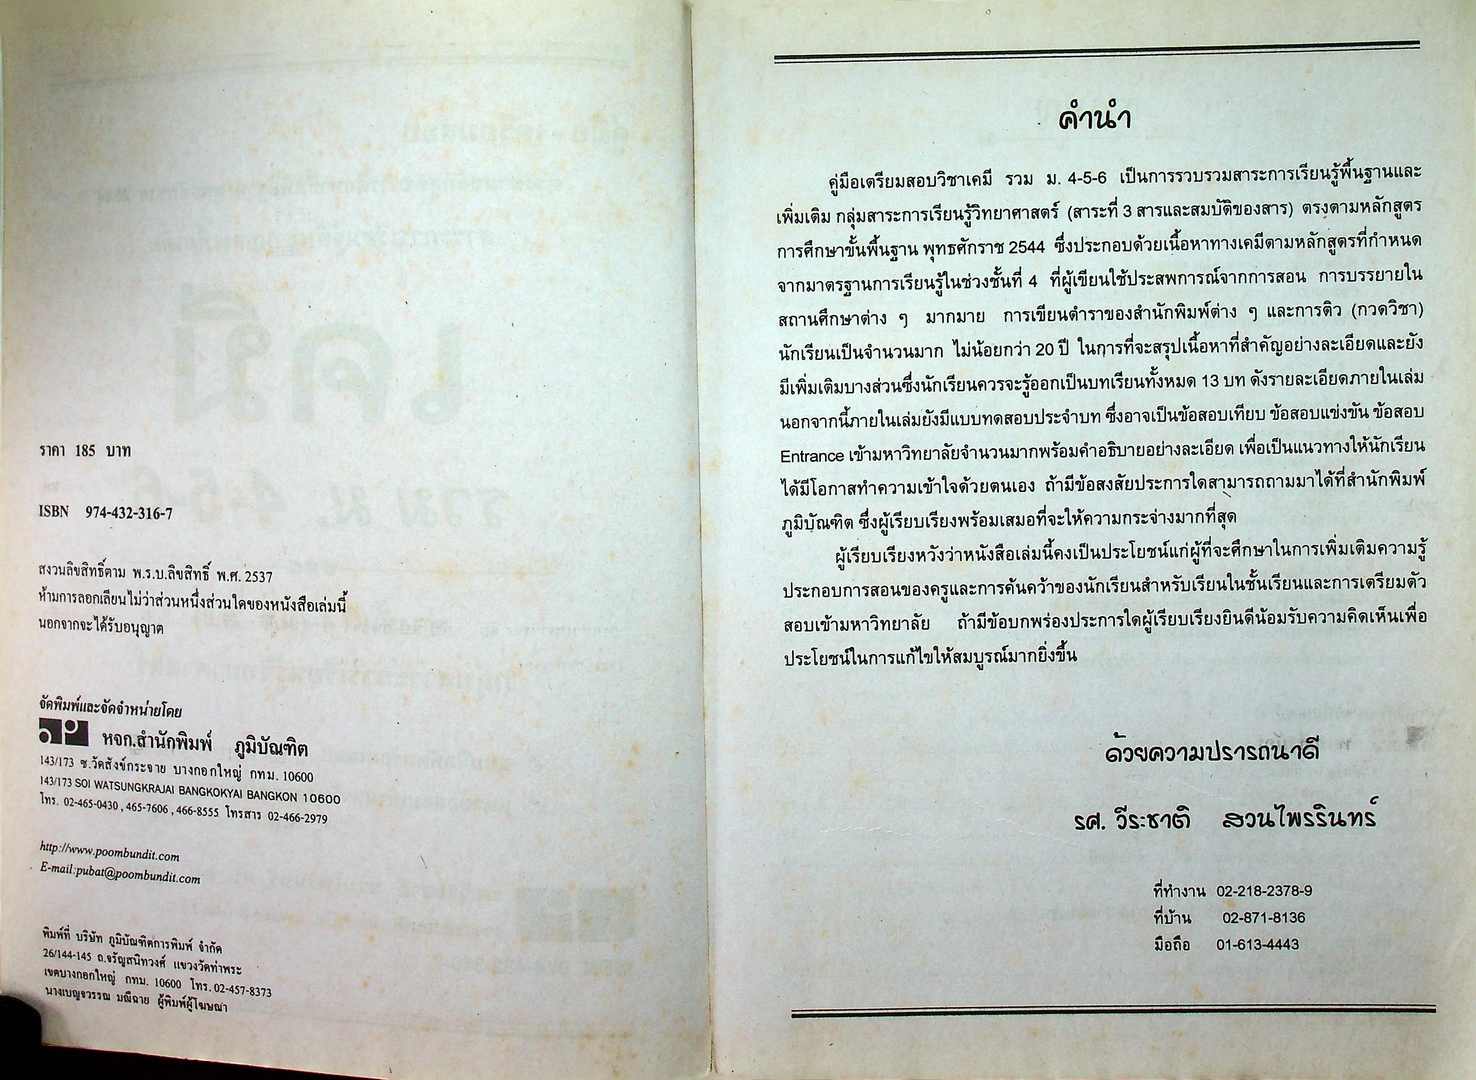 ราคา 185 บาท
ISBN 974-432-316-7
สงวนลิขสิทธิ์ตาม พ.ร.บ.ลิขสิทธิ์ พ.ศ. 2537
ห้ามการลอกเลียนไม่ว่าส่วนหนึ่งส่วนใดของหนังสือเล่มนี้
นอกจากจะได้รับอนุญาต
จัดพิมพ์และจัดจำหน่ายโดย
หจก.สำนักพิมพ์ ภูมิบัณฑิต
143/173 ซ.วัดสังข์กระจาย บางกอกใหญ่ กทม. 10600
143/173 SOI WATSUNGKRAJAI BANGKOKYAI BANGKON 10600
โทร. 02-465-0430, 465-7606, 466-8555 โทรสาร 02-466-2979
http://www.poombundit.com
E-mail:pubat@poombundit.com
พิมพ์ที่ บริษัท ภูมิบัณฑิตการพิมพ์ จำกัด
26/144-145 ถ.จรัญสนิทวงศ์ แขวงวัดท่าพระ
เขตบางกอกใหญ่ กทม. 10600 โทร. 02-457-8373
นางเบญจวรรณ มณีฉาย ผู้พิมพ์ผู้โฆษณา
คำนำ
คู่มือเตรียมสอบวิชาเคมี รวม ม. 4-5-6 เป็นการรวบรวมสาระการเรียนรู้พื้นฐานและ
เพิ่มเติม กลุ่มสาระการเรียนรู้วิทยาศาสตร์ (สาระที่ 3 สารและสมบัติของสาร) ตรงตามหลักสูตร
การศึกษาขั้นพื้นฐาน พุทธศักราช 2544 ซึ่งประกอบด้วยเนื้อหาทางเคมีตามหลักสูตรที่กำหนด
จากมาตรฐานการเรียนรู้ในช่วงชั้นที่ 4 ที่ผู้เขียนใช้ประสพการณ์จากการสอน การบรรยายใน
สถานศึกษาต่าง ๆ มากมาย การเขียนตำราของสำนักพิมพ์ต่าง ๆ และการติว (กวดวิชา)
นักเรียนเป็นจำนวนมาก ไม่น้อยกว่า 20 ปี ในการที่จะสรุปเนื้อหาที่สำคัญอย่างละเอียดและยัง
มีเพิ่มเติมบางส่วนซึ่งนักเรียนควรจะรู้ออกเป็นบทเรียนทั้งหมด 13 บท ดังรายละเอียดภายในเล่ม
นอกจากนี้ภายในเล่มยังมีแบบทดสอบประจำบท ซึ่งอาจเป็นข้อสอบเทียบ ข้อสอบแข่งขัน ข้อสอบ
Entrance เข้ามหาวิทยาลัยจำนวนมากพร้อมคำอธิบายอย่างละเอียด เพื่อเป็นแนวทางให้นักเรียน
ได้มีโอกาสทำความเข้าใจด้วยตนเอง ถ้ามีข้อสงสัยประการใดสามารถถามมาได้ที่สำนักพิมพ์
ภูมิบัณฑิต ซึ่งผู้เรียบเรียงพร้อมเสมอที่จะให้ความกระจ่างมากที่สุด
ผู้เรียบเรียงหวังว่าหนังสือเล่มนี้คงเป็นประโยชน์แก่ผู้ที่จะศึกษาในการเพิ่มเติมความรู้
ประกอบการสอนของครูและการค้นคว้าของนักเรียนสำหรับเรียนในชั้นเรียนและการเตรียมตัว
สอบเข้ามหาวิทยาลัย ถ้ามีข้อบกพร่องประการใดผู้เรียบเรียงยินดีน้อมรับความคิดเห็นเพื่อ
ประโยชน์ในการแก้ไขให้สมบูรณ์มากยิ่งขึ้น
ด้วยความปรารถนาดี
รศ. วีระชาติ สวนไพรรินทร์
ที่ทำงาน 02-218-2378-9
ที่บ้าน 02-871-8136
มือถือ 01-613-4443